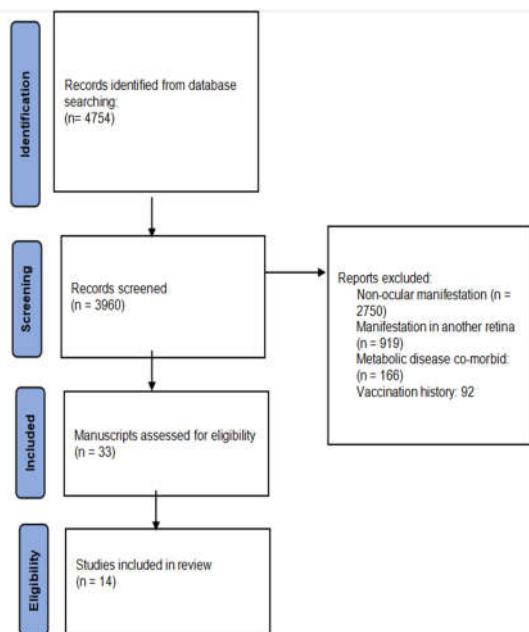 Identification
Records identified from database
searching:
(n= 4754)
Screening
Records screened
(n = 3960)
Reports excluded:
Non-ocular manifestation (n =
2750)
Manifestation in another retina
(n = 919)
Metabolic disease co-morbid:
(n = 166)
Vaccination history: 92
Included
Manuscripts assessed for eligibility
(n = 33)
Eligibility
Studies included in review
(n = 14)